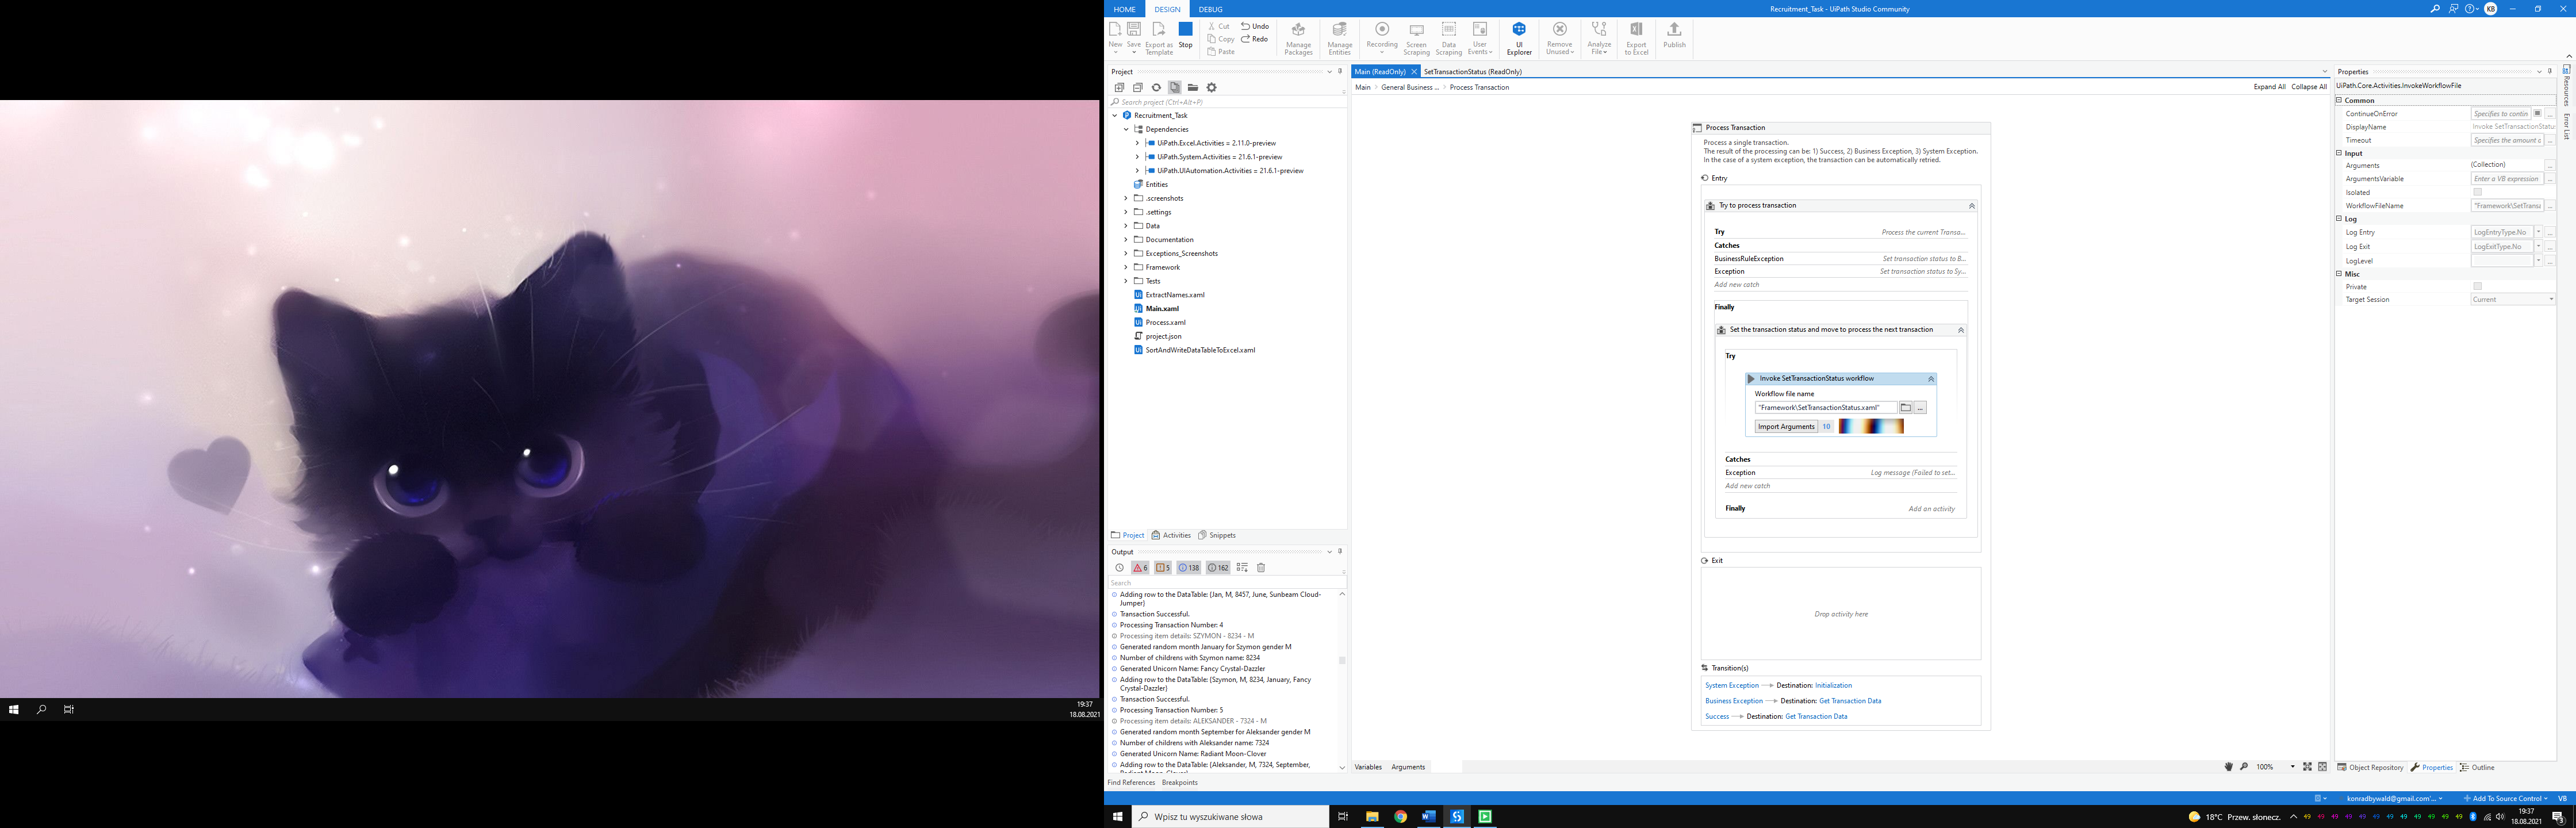 19:37
18.08.2021
HOME DESIGN DEBUG
Recruitment_Task - UiPath Studio Community
KB
New Save Export as Template Stop
Cut Undo
Copy Redo
Paste
Manage Packages
Manage Entities
Recording
Screen Scraping
Data Scraping
User Events
UI Explorer
Remove Unused
Analyze File
Export to Excel
Publish
Project
Search project (Ctrl+Alt+P)
Recruitment_Task
Dependencies
UiPath.Excel.Activities = 2.11.0-preview
UiPath.System.Activities = 21.6.1-preview
UiPath.UIAutomation.Activities = 21.6.1-preview
Entities
.screenshots
.settings
Data
Documentation
Exceptions_Screenshots
Framework
Tests
ExtractNames.xaml
Main.xaml
Process.xaml
project.json
SortAndWriteDataTableToExcel.xaml
Project Activities Snippets
Output
6 5 138 162
Search
Adding row to the DataTable: {Jan, M, 8457, June, Sunbeam Cloud-
Jumper}
Transaction Successful.
Processing Transaction Number: 4
Processing item details: SZYMON - 8234 - M
Generated random month January for Szymon gender M
Number of childrens with Szymon name: 8234
Generated Unicorn Name: Fancy Crystal-Dazzler
Adding row to the DataTable: {Szymon, M, 8234, January, Fancy
Crystal-Dazzler}
Transaction Successful.
Processing Transaction Number: 5
Processing item details: ALEKSANDER - 7324 - M
Generated random month September for Aleksander gender M
Number of childrens with Aleksander name: 7324
Generated Unicorn Name: Radiant Moon-Clover
Adding row to the DataTable: {Aleksander, M, 7324, September,
Find References Breakpoints
Main (ReadOnly) SetTransactionStatus (ReadOnly)
Main > General Business ... > Process Transaction
Expand All Collapse All
Process Transaction
Process a single transaction.
The result of the processing can be: 1) Success, 2) Business Exception, 3) System Exception.
In the case of a system exception, the transaction can be automatically retried.
Entry
Try to process transaction
Try Process the current Transa...
Catches
BusinessRuleException Set transaction status to B...
Exception Set transaction status to Sy...
Add new catch
Finally
Set the transaction status and move to process the next transaction
Try
Invoke SetTransactionStatus workflow
Workflow file name
"Framework\SetTransactionStatus.xaml" ...
Import Arguments 10
Catches
Exception Log message (Failed to set...
Add new catch
Finally Add an activity
Exit
Drop activity here
Transition(s)
System Exception Destination: Initialization
Business Exception Destination: Get Transaction Data
Success Destination: Get Transaction Data
Variables Arguments
100%
Properties
UiPath.Core.Activities.InvokeWorkflowFile
Common
ContinueOnError Specifies to contin ...
DisplayName Invoke SetTransactionStatus
Timeout Specifies the amount o ...
Input
Arguments (Collection) ...
ArgumentsVariable Enter a VB expression ...
Isolated
WorkflowFileName "Framework\SetTransa ...
Log
Log Entry LogEntryType.No ...
Log Exit LogExitType.No ...
LogLevel ...
Misc
Private
Target Session Current
Object Repository Properties Outline
Resources
Error List
konradbywald@gmail.com'... Add To Source Control VB
Wpisz tu wyszukiwane słowa
18°C Przew. słonecz.
49 49 49 49 49 49 49 49 49 49 49 49
19:37
18.08.2021
3